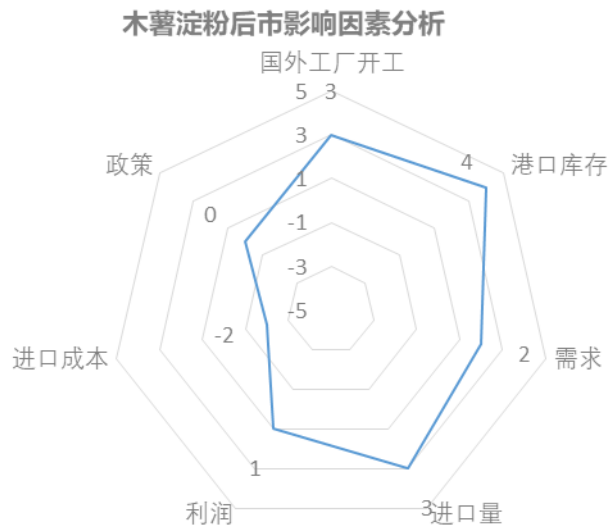 木薯淀粉后市影响因素分析
国外工厂开工
5 3
3
政策
4
港口库存
1
0
-1
-3
-5
进口成本
-2
2
需求
1
利润
3
进口量